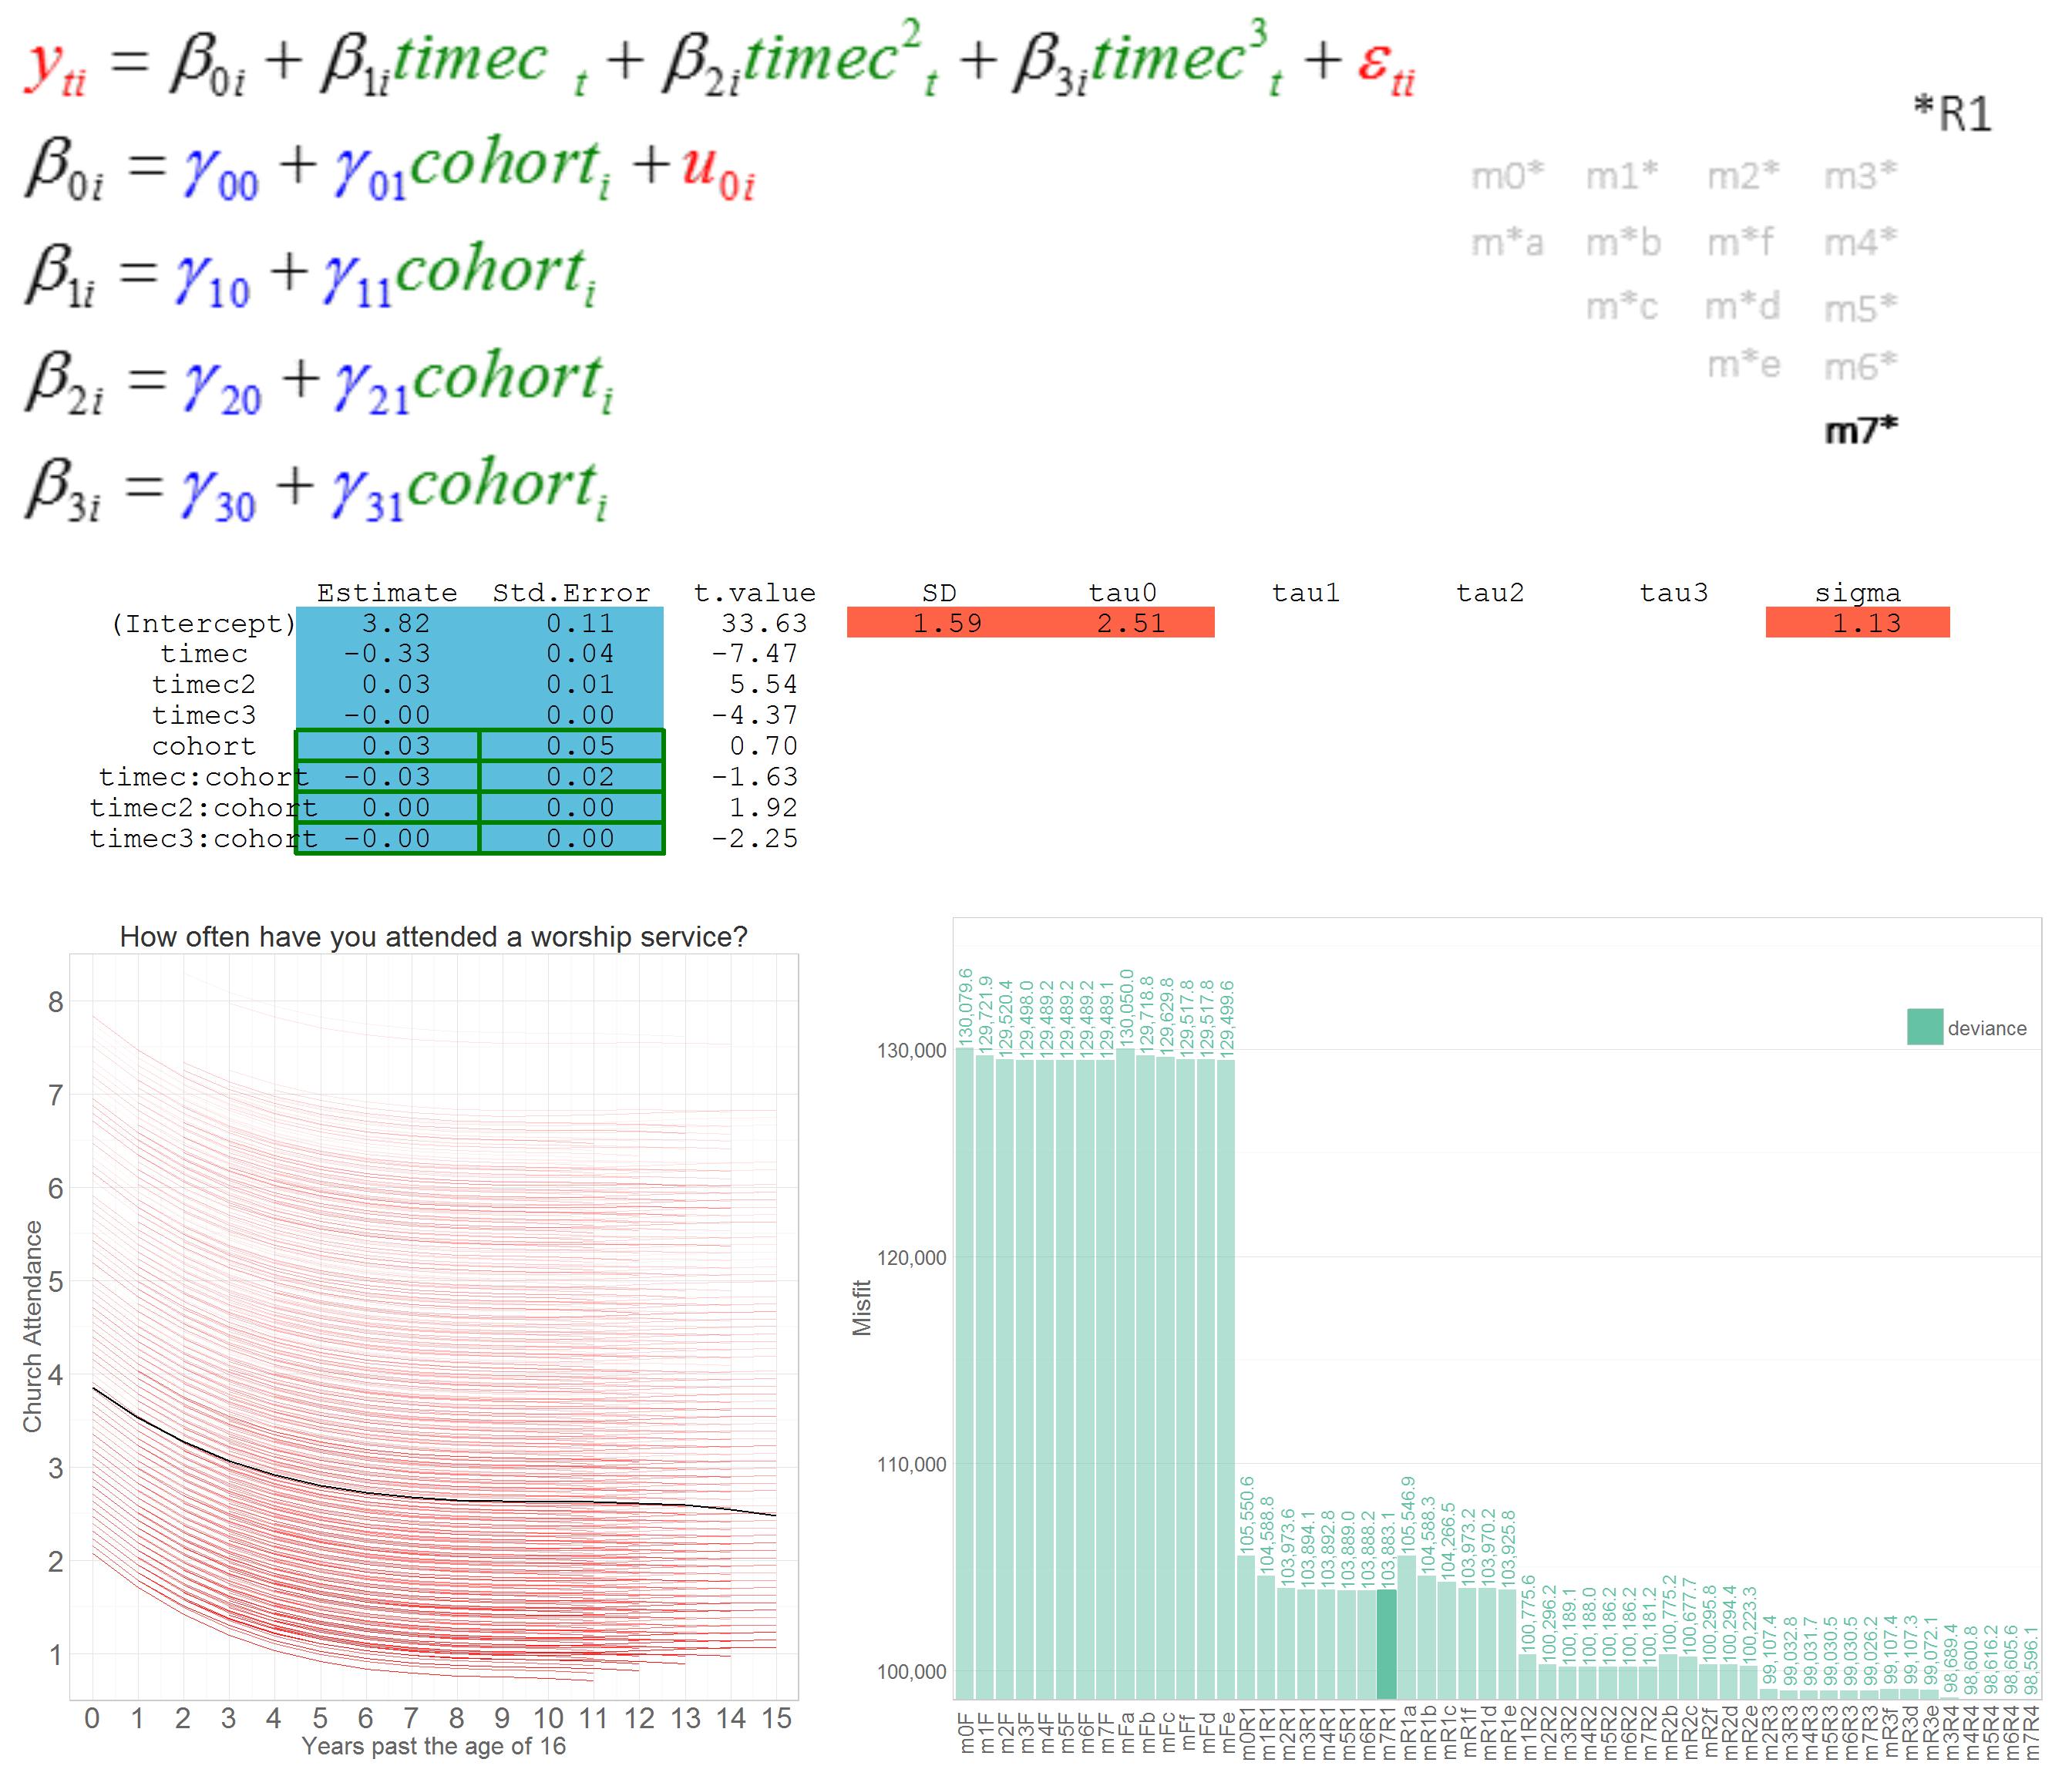 y_ti = β_0i + β_1i timec_t + β_2i timec²_t + β_3i timec³_t + ε_ti
β_0i = γ_00 + γ_01 cohort_i + u_0i
β_1i = γ_10 + γ_11 cohort_i
β_2i = γ_20 + γ_21 cohort_i
β_3i = γ_30 + γ_31 cohort_i
*R1
m0* m1* m2* m3*
m*a m*b m*f m4*
m*c m*d m5*
m*e m6*
m7*
Estimate Std.Error t.value SD tau0 tau1 tau2 tau3 sigma
(Intercept) 3.82 0.11 33.63 1.59 2.51 1.13
timec -0.33 0.04 -7.47
timec2 0.03 0.01 5.54
timec3 -0.00 0.00 -4.37
cohort 0.03 0.05 0.70
timec:cohort -0.03 0.02 -1.63
timec2:cohort 0.00 0.00 1.92
timec3:cohort -0.00 0.00 -2.25
How often have you attended a worship service?
Church Attendance
8
7
6
5
4
3
2
1
0 1 2 3 4 5 6 7 8 9 10 11 12 13 14 15
Years past the age of 16
Misfit
130,000
120,000
110,000
100,000
deviance
130,079.6 129,721.9 129,520.4 129,498.0 129,489.2 129,489.2 129,489.2 129,489.1 130,050.0 129,718.8 129,629.8 129,517.8 129,517.8 129,499.6 105,550.6 104,588.8 103,973.6 103,894.1 103,892.8 103,889.0 103,888.2 103,883.1 105,546.9 104,588.3 104,266.5 103,973.2 103,970.2 103,925.8 100,775.6 100,296.2 100,189.1 100,188.0 100,186.2 100,186.2 100,181.2 100,775.2 100,677.7 100,295.8 100,294.4 100,223.3 99,107.4 99,032.8 99,031.7 99,030.5 99,030.5 99,026.2 99,107.4 99,107.3 99,072.1 98,689.4 98,600.8 98,616.2 98,605.6 98,596.1
m0F m1F m2F m3F m4F m5F m6F m7F mFa mFb mFc mFf mFd mFe m0R1 m1R1 m2R1 m3R1 m4R1 m5R1 m6R1 m7R1 mR1a mR1b mR1c mR1f mR1d mR1e m1R2 m2R2 m3R2 m4R2 m5R2 m6R2 m7R2 mR2b mR2c mR2f mR2d mR2e m2R3 m3R3 m4R3 m5R3 m6R3 m7R3 mR3f mR3d mR3e m3R4 m4R4 m5R4 m6R4 m7R4